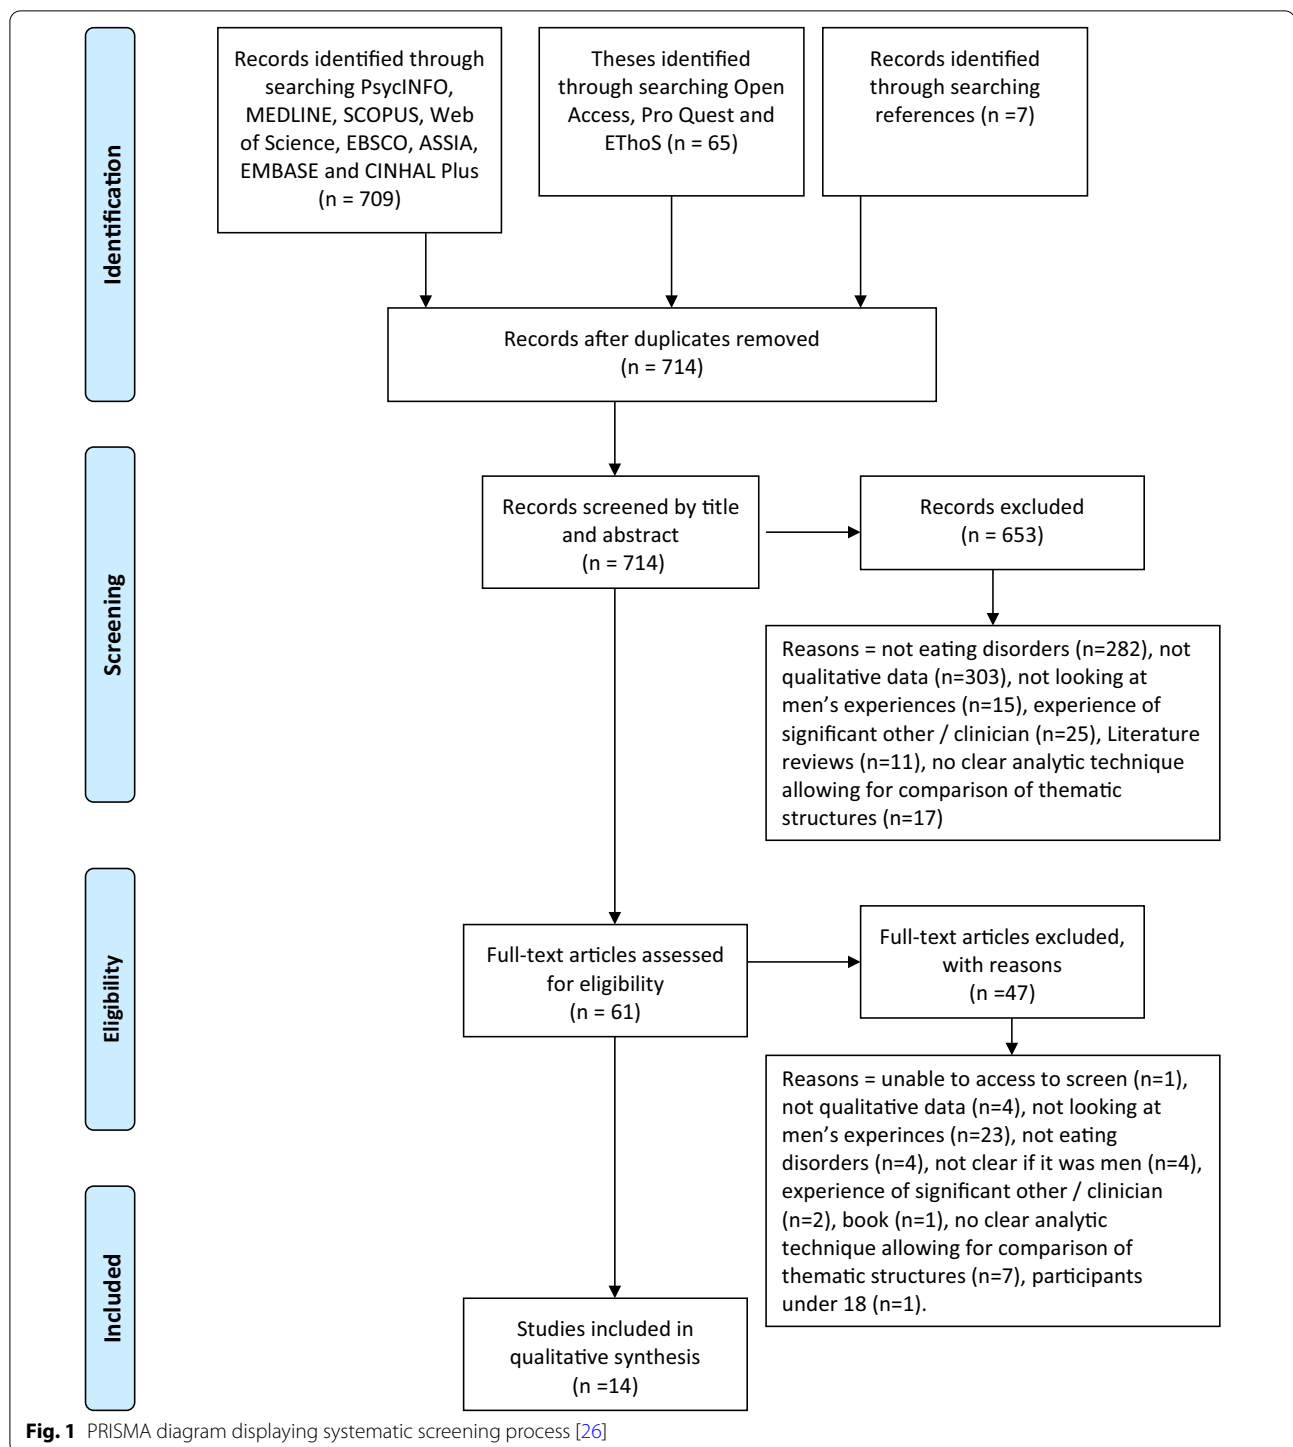 Identification
Records identified through
searching PsycINFO,
MEDLINE, SCOPUS, Web
of Science, EBSCO, ASSIA,
EMBASE and CINHAL Plus
(n = 709)
Theses identified
through searching Open
Access, Pro Quest and
EThoS (n = 65)
Records identified
through searching
references (n =7)
Records after duplicates removed
(n = 714)
Screening
Records screened by title
and abstract
(n = 714)
Records excluded
(n = 653)
Reasons = not eating disorders (n=282), not
qualitative data (n=303), not looking at
men’s experiences (n=15), experience of
significant other / clinician (n=25), Literature
reviews (n=11), no clear analytic technique
allowing for comparison of thematic
structures (n=17)
Eligibility
Full-text articles assessed
for eligibility
(n = 61)
Full-text articles excluded,
with reasons
(n =47)
Reasons = unable to access to screen (n=1),
not qualitative data (n=4), not looking at
men’s experinces (n=23), not eating
disorders (n=4), not clear if it was men (n=4),
experience of significant other / clinician
(n=2), book (n=1), no clear analytic
technique allowing for comparison of
thematic structures (n=7), participants
under 18 (n=1).
Included
Studies included in
qualitative synthesis
(n =14)
Fig. 1 PRISMA diagram displaying systematic screening process [26]